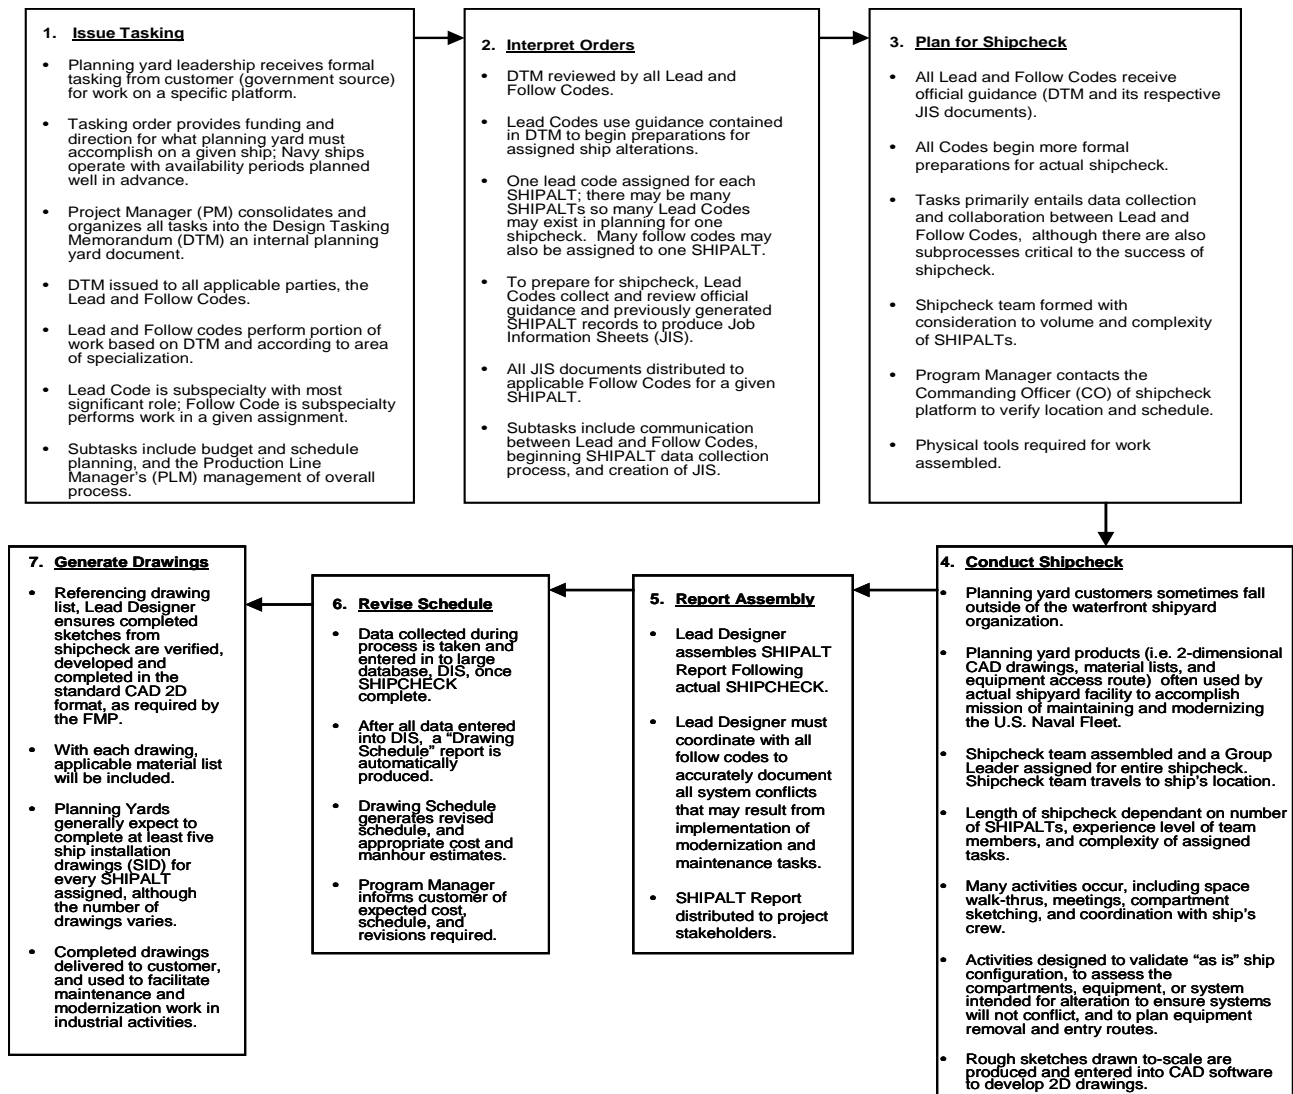 1. Issue Tasking
• Planning yard leadership receives formal
tasking from customer (government source)
for work on a specific platform.
• Tasking order provides funding and
direction for what planning yard must
accomplish on a given ship; Navy ships
operate with availability periods planned
well in advance.
• Project Manager (PM) consolidates and
organizes all tasks into the Design Tasking
Memorandum (DTM) an internal planning
yard document.
• DTM issued to all applicable parties, the
Lead and Follow Codes.
• Lead and Follow codes perform portion of
work based on DTM and according to area
of specialization.
• Lead Code is subspecialty with most
significant role; Follow Code is subspecialty
performs work in a given assignment.
• Subtasks include budget and schedule
planning, and the Production Line
Manager's (PLM) management of overall
process.
2. Interpret Orders
• DTM reviewed by all Lead and
Follow Codes.
• Lead Codes use guidance contained
in DTM to begin preparations for
assigned ship alterations.
• One lead code assigned for each
SHIPALT; there may be many
SHIPALTs so many Lead Codes
may exist in planning for one
shipcheck. Many follow codes may
also be assigned to one SHIPALT.
• To prepare for shipcheck, Lead
Codes collect and review official
guidance and previously generated
SHIPALT records to produce Job
Information Sheets (JIS).
• All JIS documents distributed to
applicable Follow Codes for a given
SHIPALT.
• Subtasks include communication
between Lead and Follow Codes,
beginning SHIPALT data collection
process, and creation of JIS.
3. Plan for Shipcheck
• All Lead and Follow Codes receive
official guidance (DTM and its respective
JIS documents).
• All Codes begin more formal
preparations for actual shipcheck.
• Tasks primarily entails data collection
and collaboration between Lead and
Follow Codes, although there are also
subprocesses critical to the success of
shipcheck.
• Shipcheck team formed with
consideration to volume and complexity
of SHIPALTs.
• Program Manager contacts the
Commanding Officer (CO) of shipcheck
platform to verify location and schedule.
• Physical tools required for work
assembled.
4. Conduct Shipcheck
• Planning yard customers sometimes fall
outside of the waterfront shipyard
organization.
• Planning yard products (i.e. 2-dimensional
CAD drawings, material lists, and
equipment access route) often used by
actual shipyard facility to accomplish
mission of maintaining and modernizing
the U.S. Naval Fleet.
• Shipcheck team assembled and a Group
Leader assigned for entire shipcheck.
Shipcheck team travels to ship's location.
• Length of shipcheck dependant on number
of SHIPALTs, experience level of team
members, and complexity of assigned
tasks.
• Many activities occur, including space
walk-thrus, meetings, compartment
sketching, and coordination with ship's
crew.
• Activities designed to validate "as is" ship
configuration, to assess the
compartments, equipment, or system
intended for alteration to ensure systems
will not conflict, and to plan equipment
removal and entry routes.
• Rough sketches drawn to-scale are
produced and entered into CAD software
to develop 2D drawings.
5. Report Assembly
• Lead Designer
assembles SHIPALT
Report Following
actual SHIPCHECK.
• Lead Designer must
coordinate with all
follow codes to
accurately document
all system conflicts
that may result from
implementation of
modernization and
maintenance tasks.
• SHIPALT Report
distributed to project
stakeholders.
6. Revise Schedule
• Data collected during
process is taken and
entered in to large
database, DIS, once
SHIPCHECK
complete.
• After all data entered
into DIS, a "Drawing
Schedule" report is
automatically
produced.
• Drawing Schedule
generates revised
schedule, and
appropriate cost and
manhour estimates.
• Program Manager
informs customer of
expected cost,
schedule, and
revisions required.
7. Generate Drawings
• Referencing drawing
list, Lead Designer
ensures completed
sketches from
shipcheck are verified,
developed and
completed in the
standard CAD 2D
format, as required by
the FMP.
• With each drawing,
applicable material list
will be included.
• Planning Yards
generally expect to
complete at least five
ship installation
drawings (SID) for
every SHIPALT
assigned, although
the number of
drawings varies.
• Completed drawings
delivered to customer,
and used to facilitate
maintenance and
modernization work in
industrial activities.